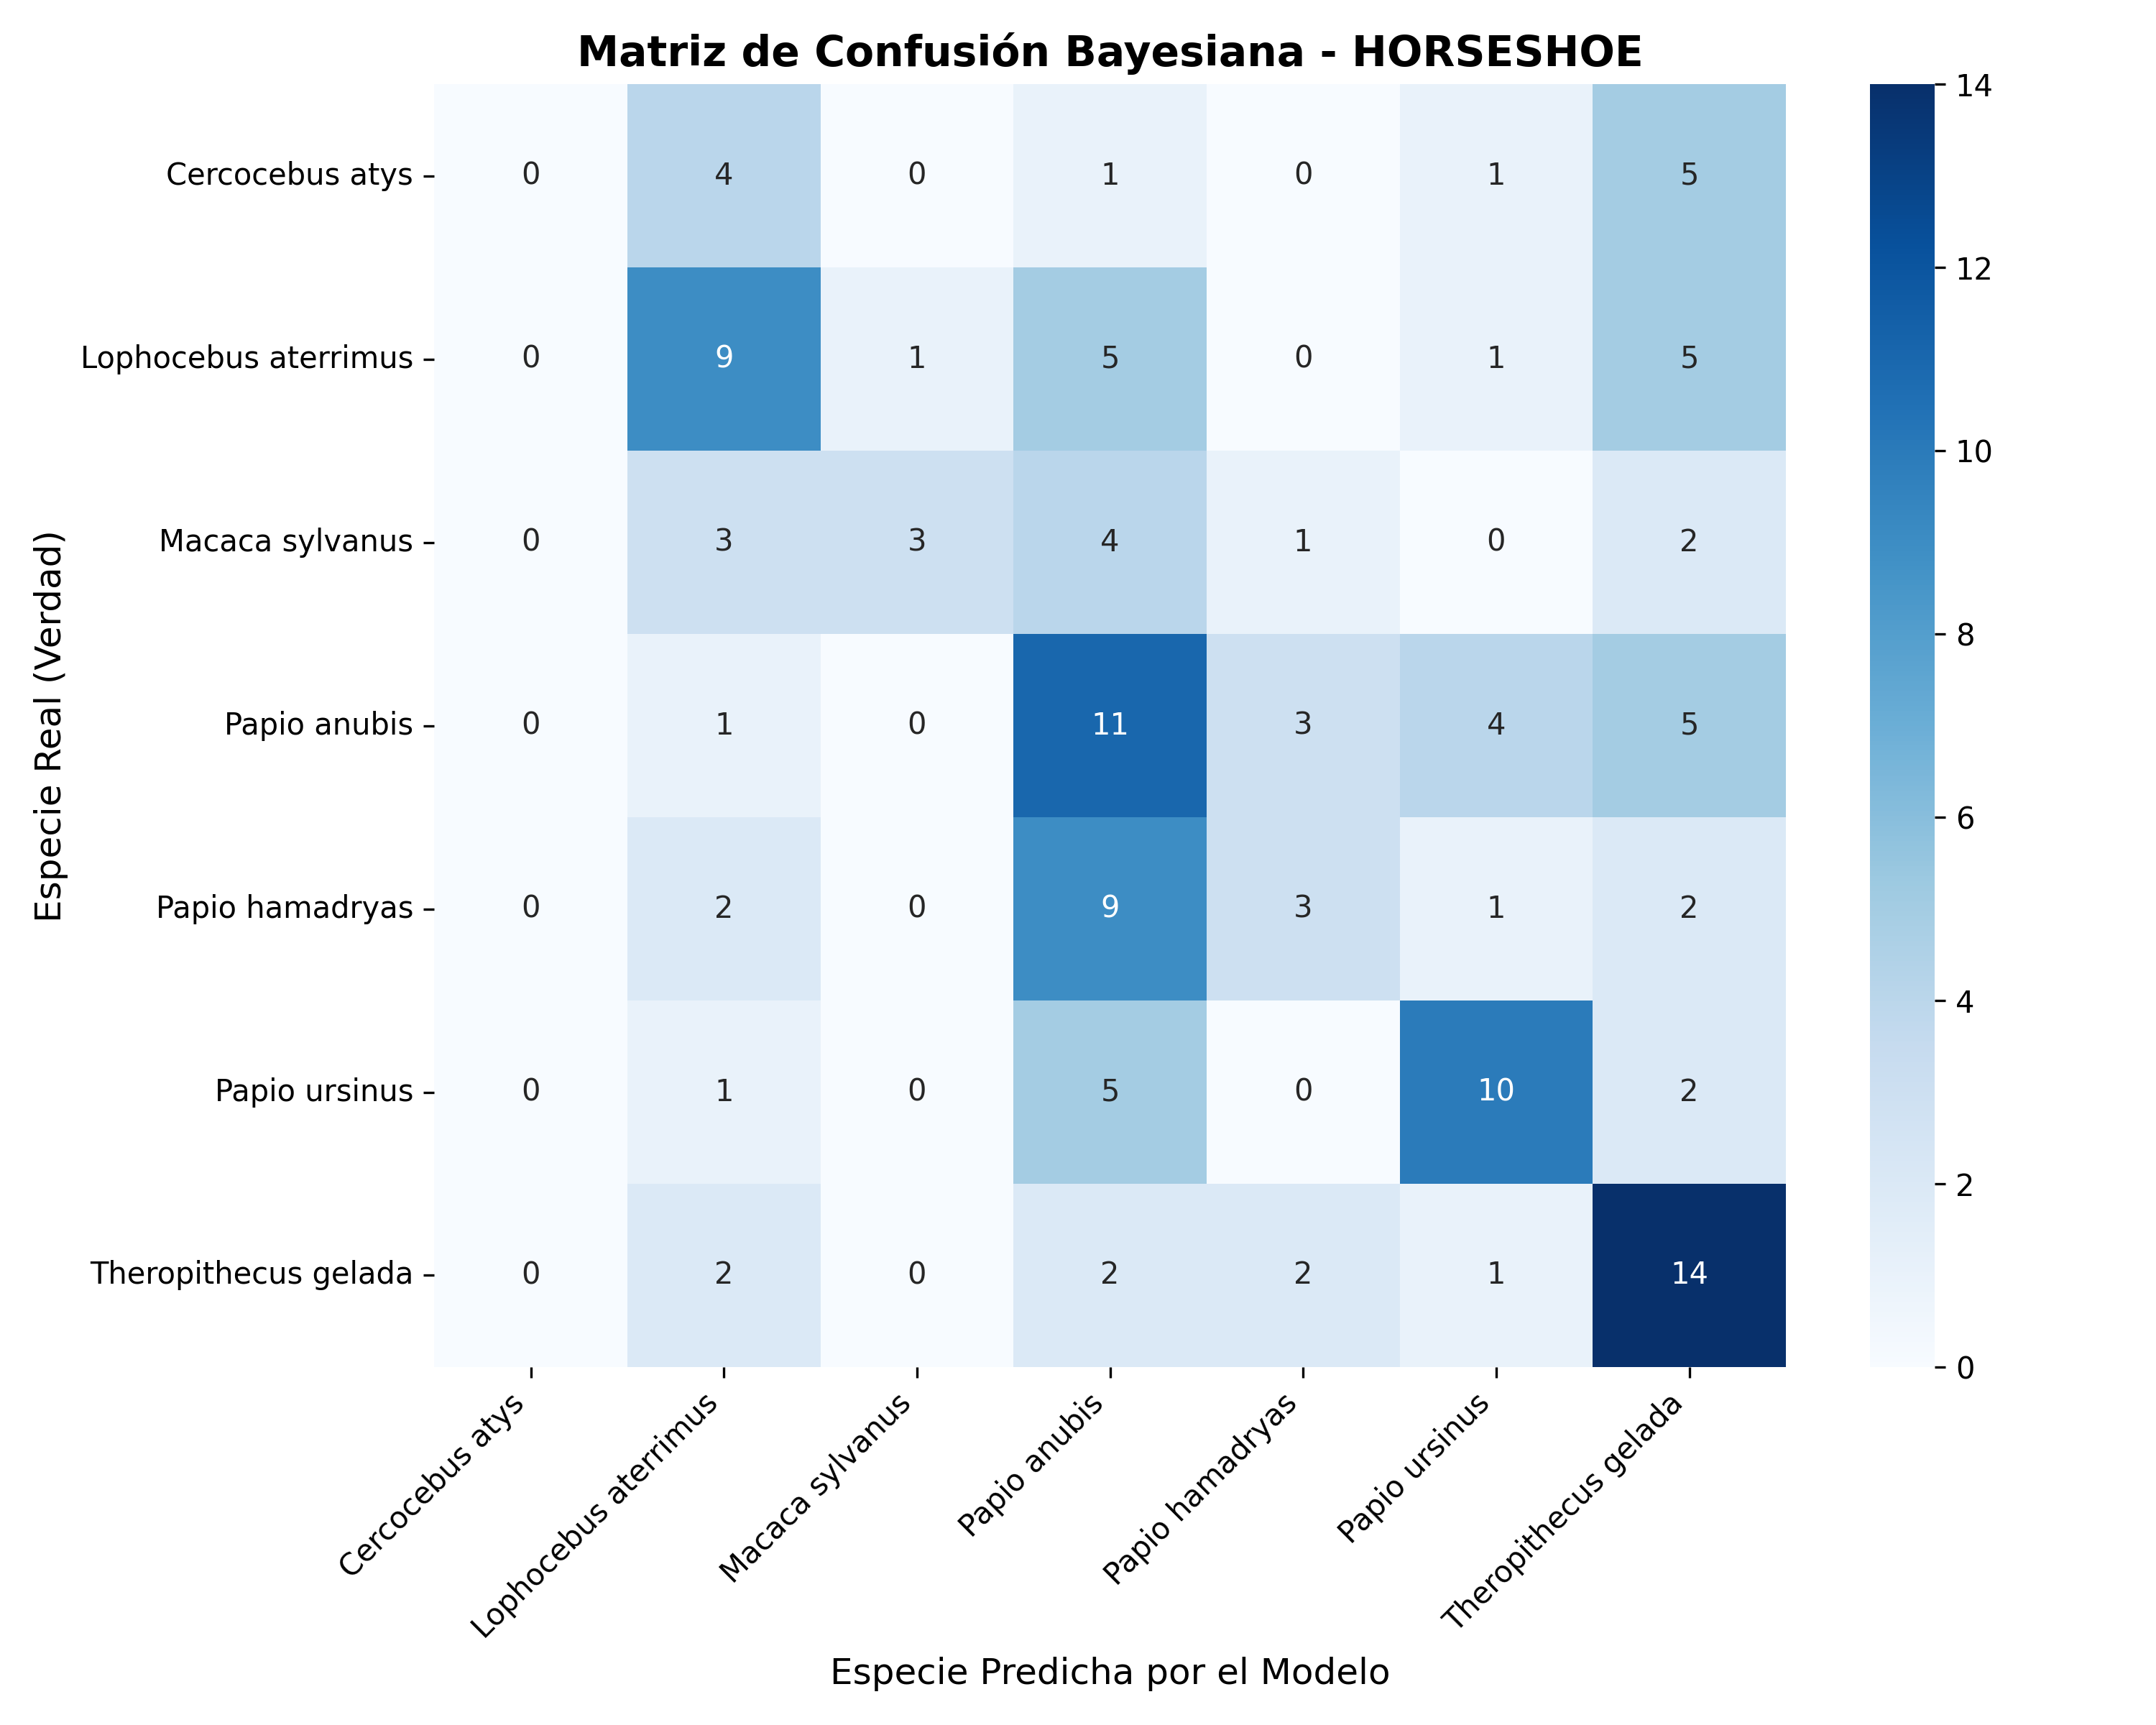 Matriz de Confusión Bayesiana - HORSESHOE
Especie Real (Verdad)
Cercocebus atys 0 4 0 1 0 1 5
Lophocebus aterrimus 0 9 1 5 0 1 5
Macaca sylvanus 0 3 3 4 1 0 2
Papio anubis 0 1 0 11 3 4 5
Papio hamadryas 0 2 0 9 3 1 2
Papio ursinus 0 1 0 5 0 10 2
Theropithecus gelada 0 2 0 2 2 1 14
Cercocebus atys
Lophocebus aterrimus
Macaca sylvanus
Papio anubis
Papio hamadryas
Papio ursinus
Theropithecus gelada
Especie Predicha por el Modelo
14
12
10
8
6
4
2
0